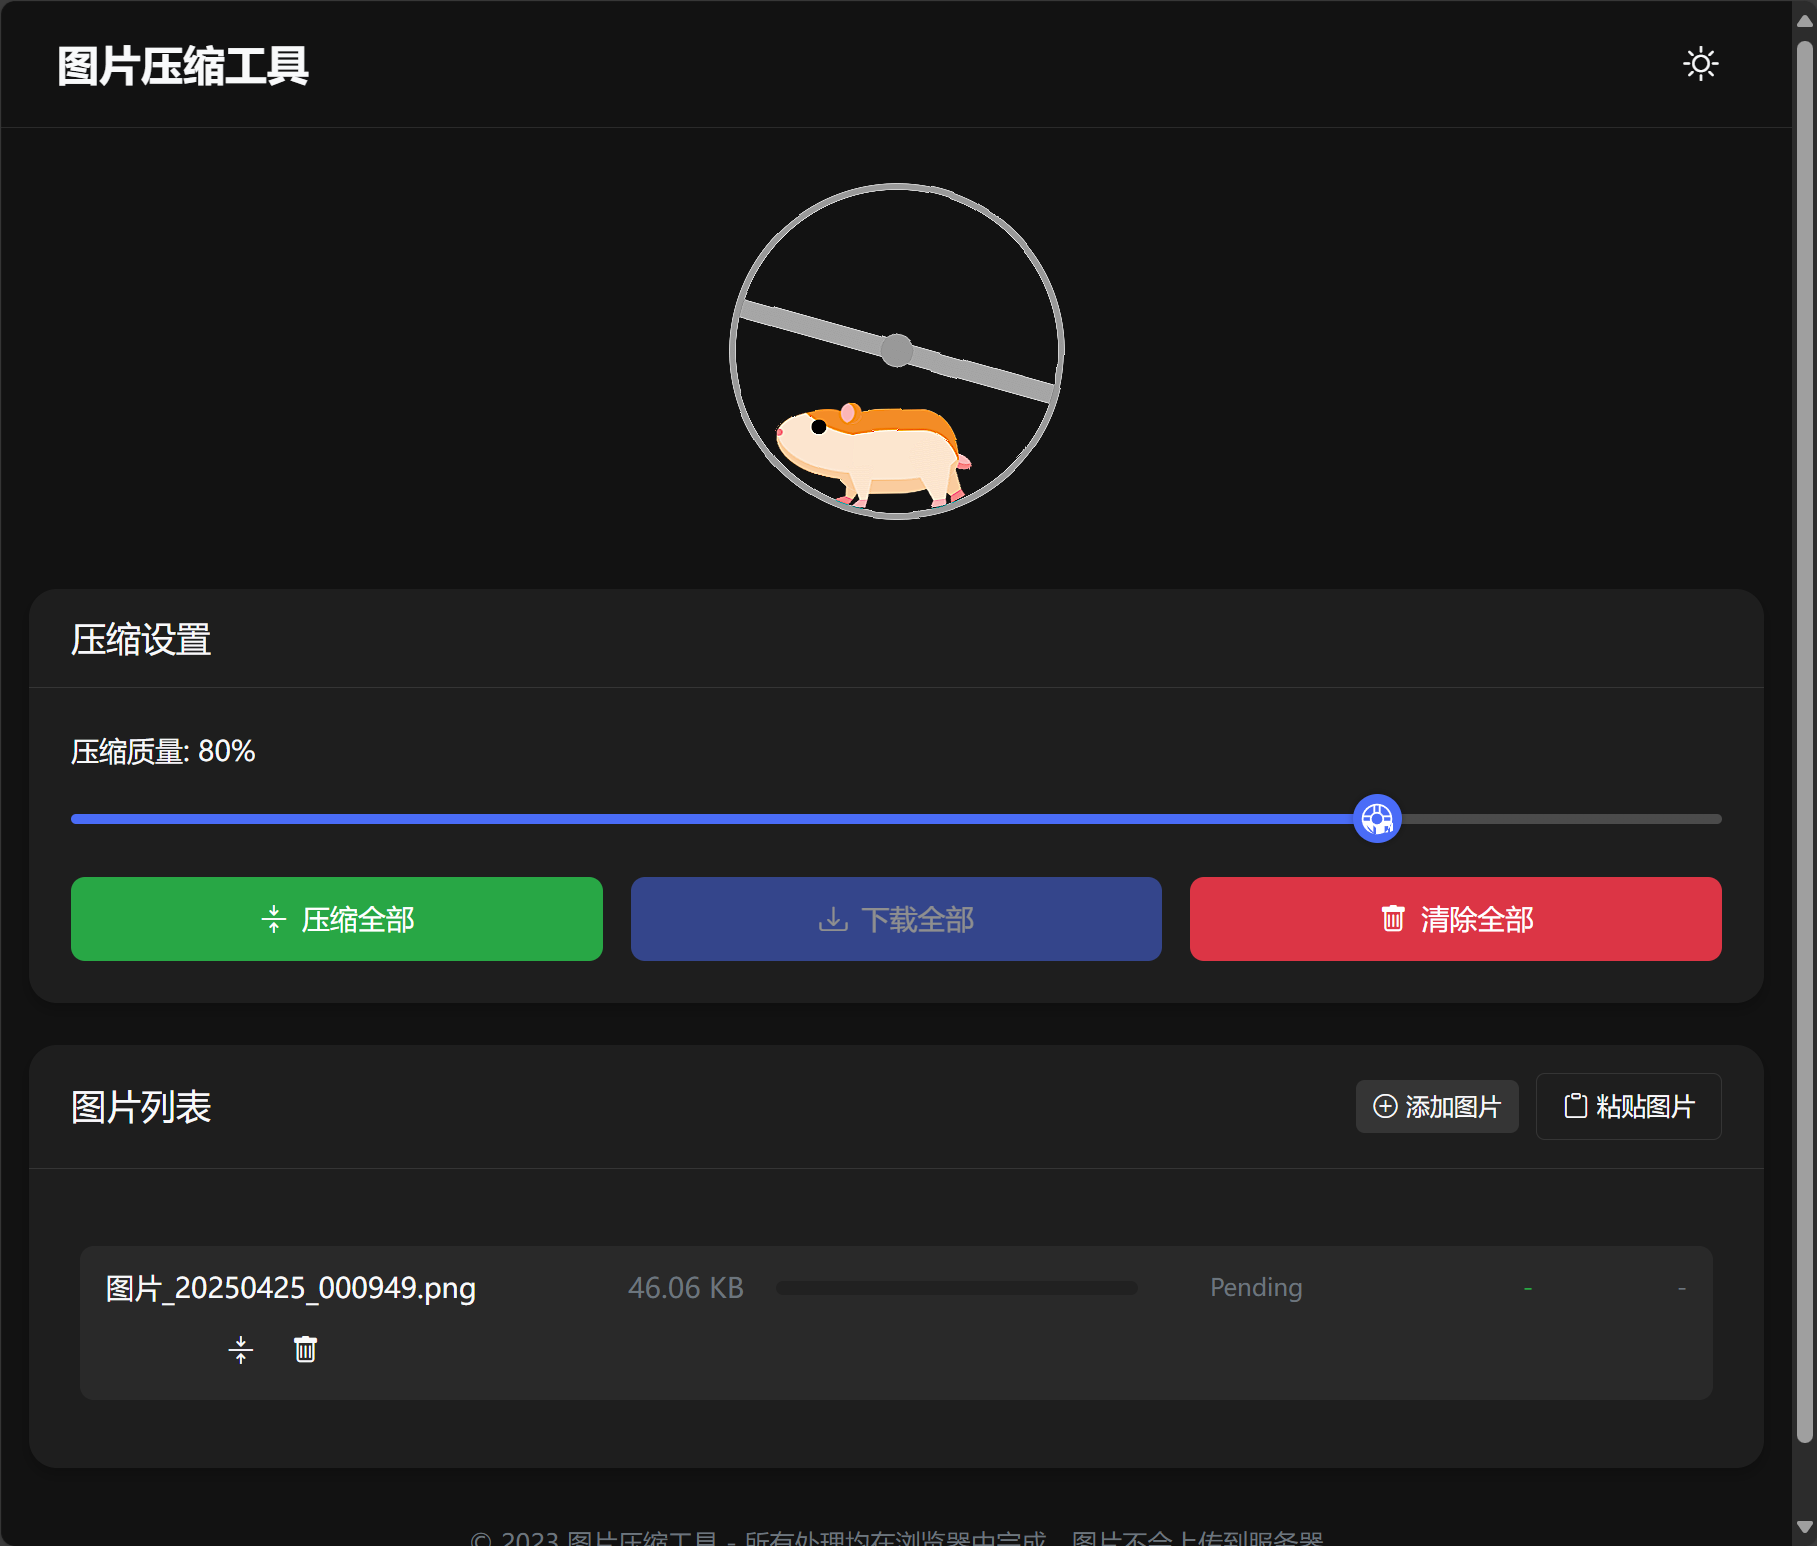 图片压缩工具
压缩设置
压缩质量: 80%
压缩全部
下载全部
清除全部
图片列表
添加图片
粘贴图片
图片_20250425_000949.png 46.06 KB Pending - -
© 2023 图片压缩工具 - 所有处理均在浏览器中完成，图片不会上传到服务器